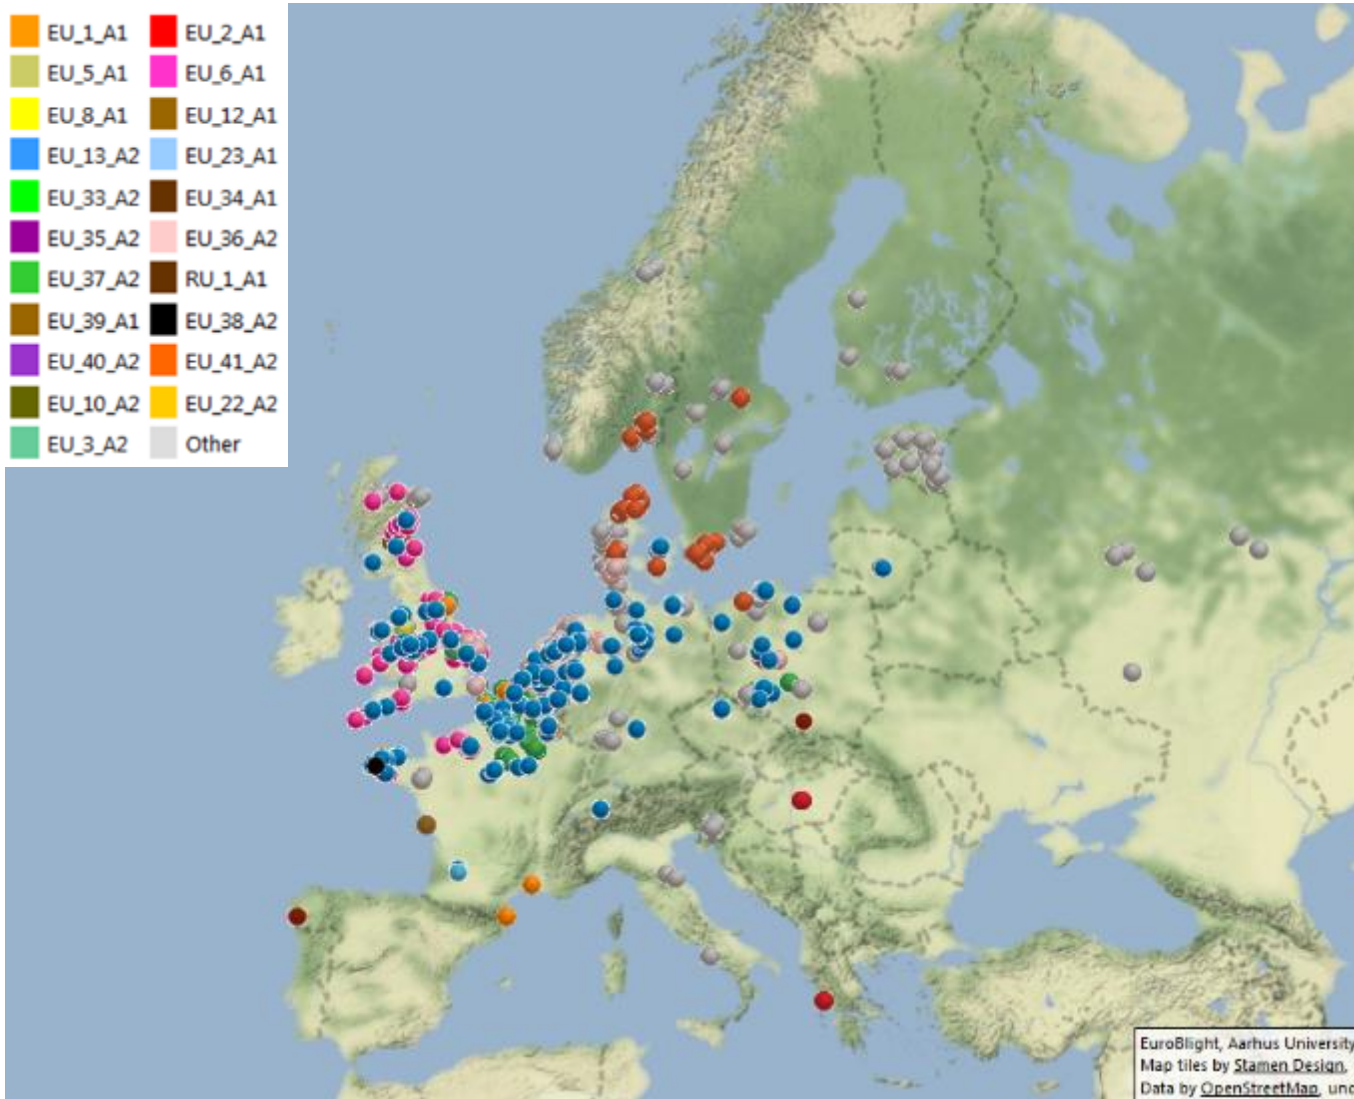 EU_1_A1 EU_2_A1
EU_5_A1 EU_6_A1
EU_8_A1 EU_12_A1
EU_13_A2 EU_23_A1
EU_33_A2 EU_34_A1
EU_35_A2 EU_36_A2
EU_37_A2 RU_1_A1
EU_39_A1 EU_38_A2
EU_40_A2 EU_41_A2
EU_10_A2 EU_22_A2
EU_3_A2 Other
EuroBlight, Aarhus University
Map tiles by Stamen Design,
Data by OpenStreetMap, unc